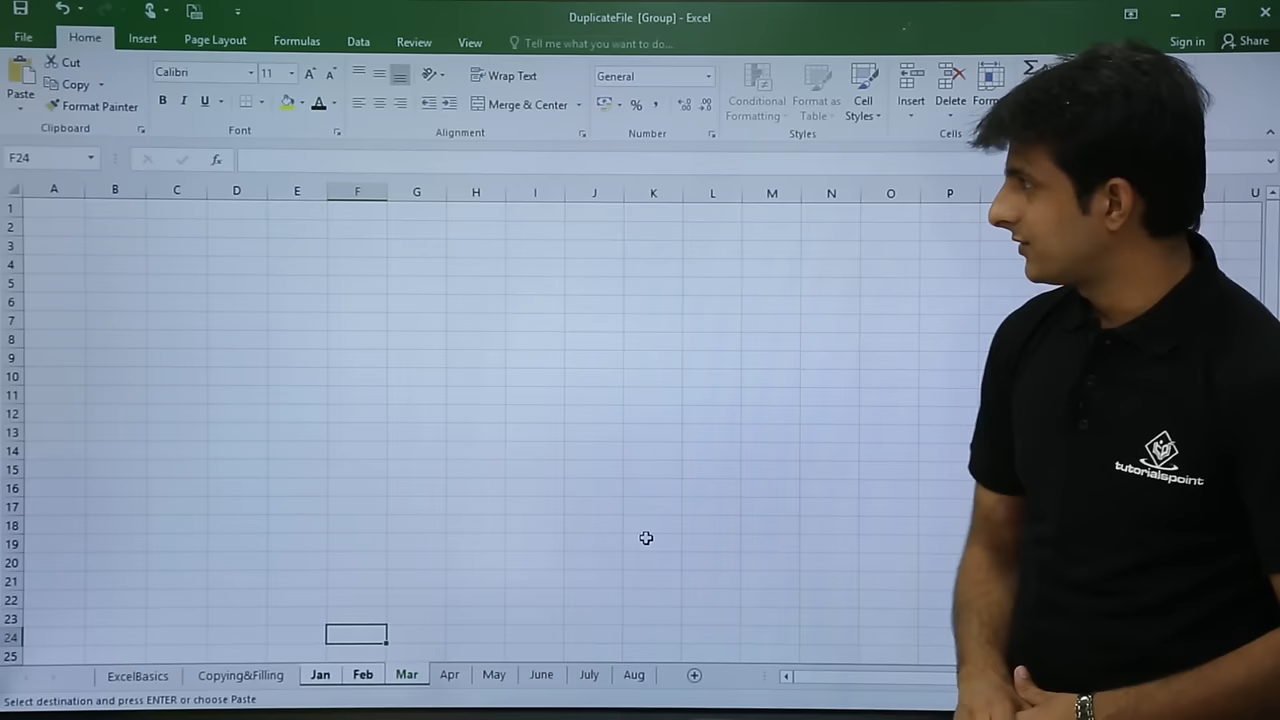 DuplicateFile [Group] - Excel
File Home Insert Page Layout Formulas Data Review View Tell me what you want to do... Sign in Share
Paste Cut Copy Format Painter
Clipboard
Calibri 11 A A
B I U A
Font
Wrap Text
Merge & Center
Alignment
General
% ,
Number
Conditional Formatting Format as Table Cell Styles
Styles
Insert Delete
Cells
F24 fx
A B C D E F G H I J K L M N O P U
1
2
3
4
5
6
7
8
9
10
11
12
13
14
15
16
17
18
19
20
21
22
23
24
25
tutorialspoint
ExcelBasics Copying&Filling Jan Feb Mar Apr May June July Aug
Select destination and press ENTER or choose Paste